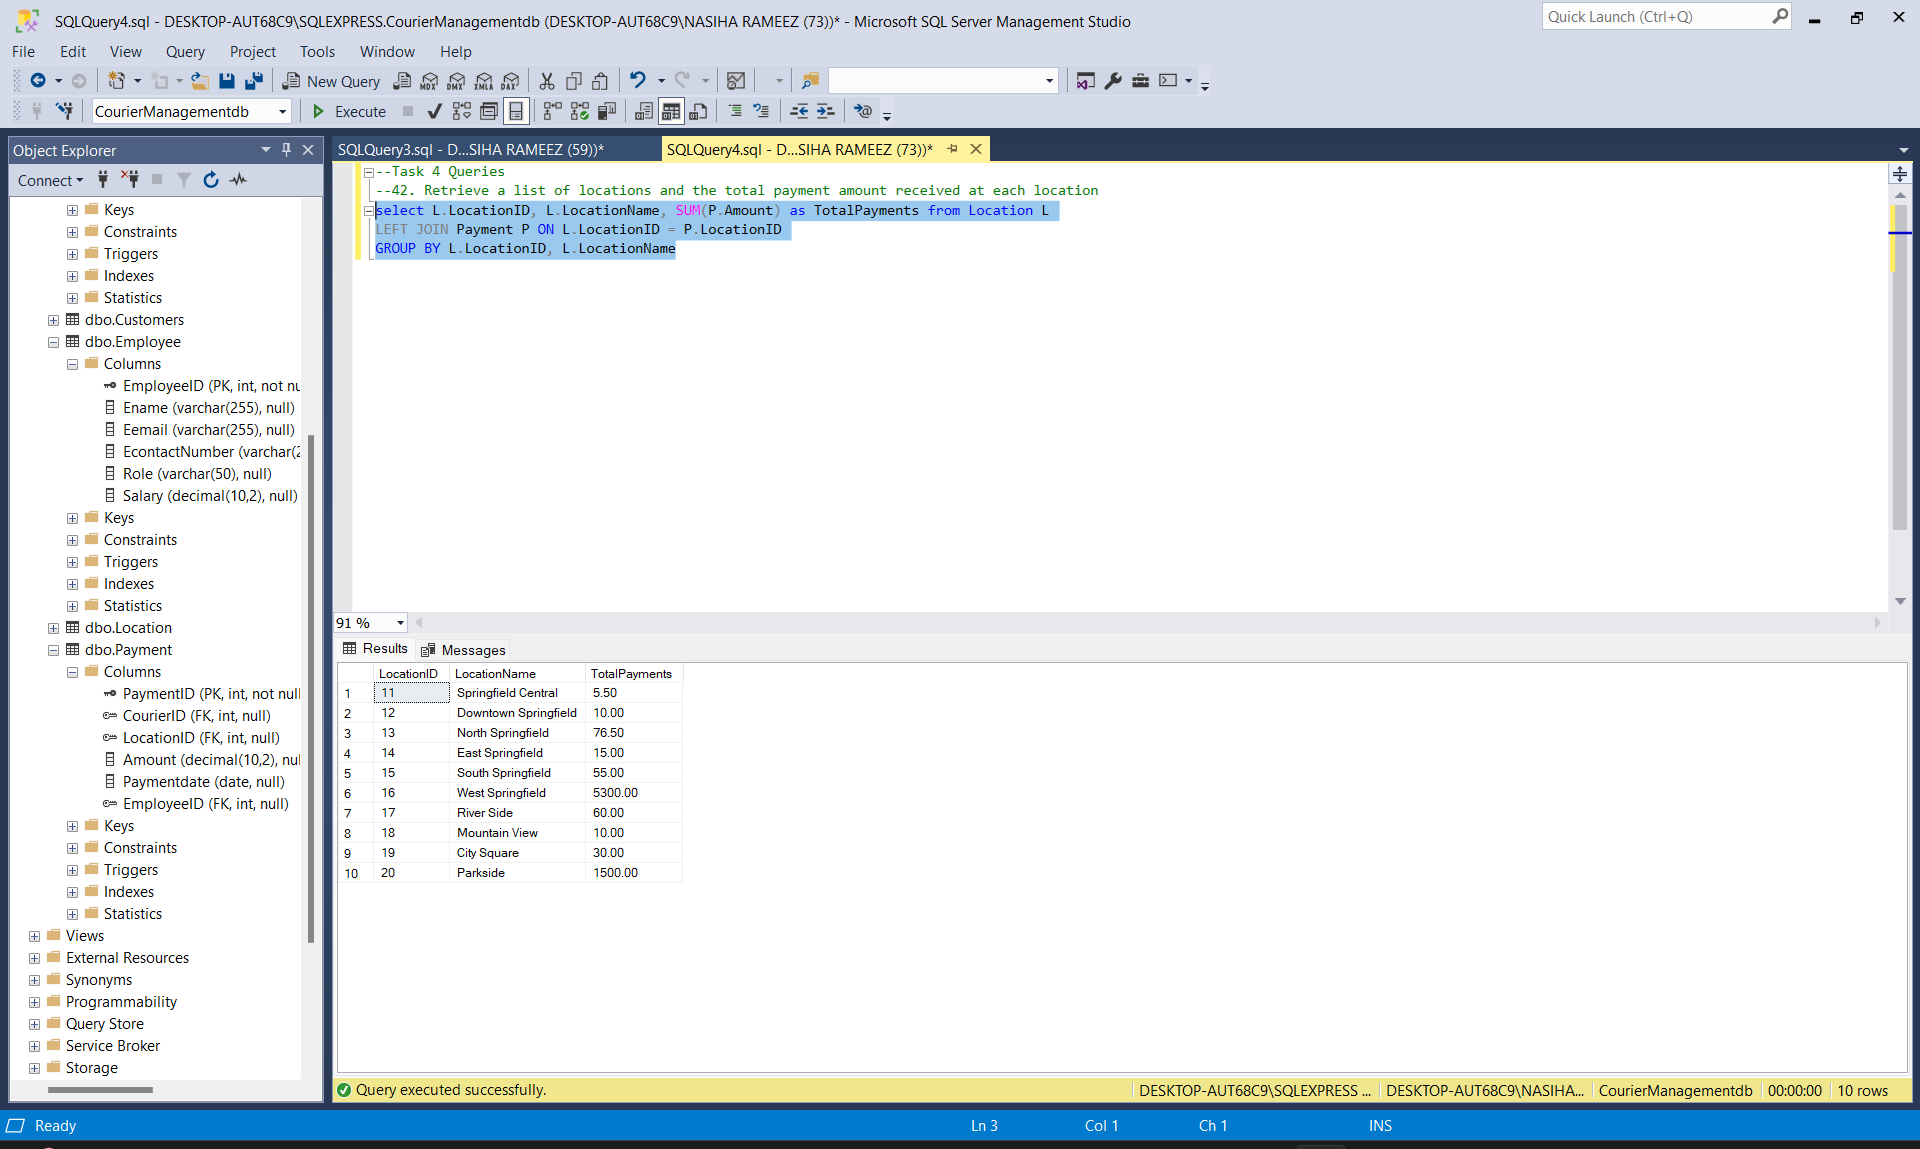 SQLQuery4.sql - DESKTOP-AUT68C9\SQLEXPRESS.CourierManagementdb (DESKTOP-AUT68C9\NASIHA RAMEEZ (73))* - Microsoft SQL Server Management Studio
Quick Launch (Ctrl+Q)
File Edit View Query Project Tools Window Help
New Query MDX DMX XMLA DAX
CourierManagementdb Execute
Object Explorer
Connect
Keys
Constraints
Triggers
Indexes
Statistics
dbo.Customers
dbo.Employee
Columns
EmployeeID (PK, int, not nu
Ename (varchar(255), null)
Eemail (varchar(255), null)
EcontactNumber (varchar(2
Role (varchar(50), null)
Salary (decimal(10,2), null)
Keys
Constraints
Triggers
Indexes
Statistics
dbo.Location
dbo.Payment
Columns
PaymentID (PK, int, not null
CourierID (FK, int, null)
LocationID (FK, int, null)
Amount (decimal(10,2), nul
Paymentdate (date, null)
EmployeeID (FK, int, null)
Keys
Constraints
Triggers
Indexes
Statistics
Views
External Resources
Synonyms
Programmability
Query Store
Service Broker
Storage
SQLQuery3.sql - D...SIHA RAMEEZ (59))*
SQLQuery4.sql - D...SIHA RAMEEZ (73))*
--Task 4 Queries
--42. Retrieve a list of locations and the total payment amount received at each location
select L.LocationID, L.LocationName, SUM(P.Amount) as TotalPayments from Location L
LEFT JOIN Payment P ON L.LocationID = P.LocationID
GROUP BY L.LocationID, L.LocationName
91 %
Results Messages
LocationID LocationName TotalPayments
1 11 Springfield Central 5.50
2 12 Downtown Springfield 10.00
3 13 North Springfield 76.50
4 14 East Springfield 15.00
5 15 South Springfield 55.00
6 16 West Springfield 5300.00
7 17 River Side 60.00
8 18 Mountain View 10.00
9 19 City Square 30.00
10 20 Parkside 1500.00
Query executed successfully.
DESKTOP-AUT68C9\SQLEXPRESS ... DESKTOP-AUT68C9\NASIHA... CourierManagementdb 00:00:00 10 rows
Ready Ln 3 Col 1 Ch 1 INS